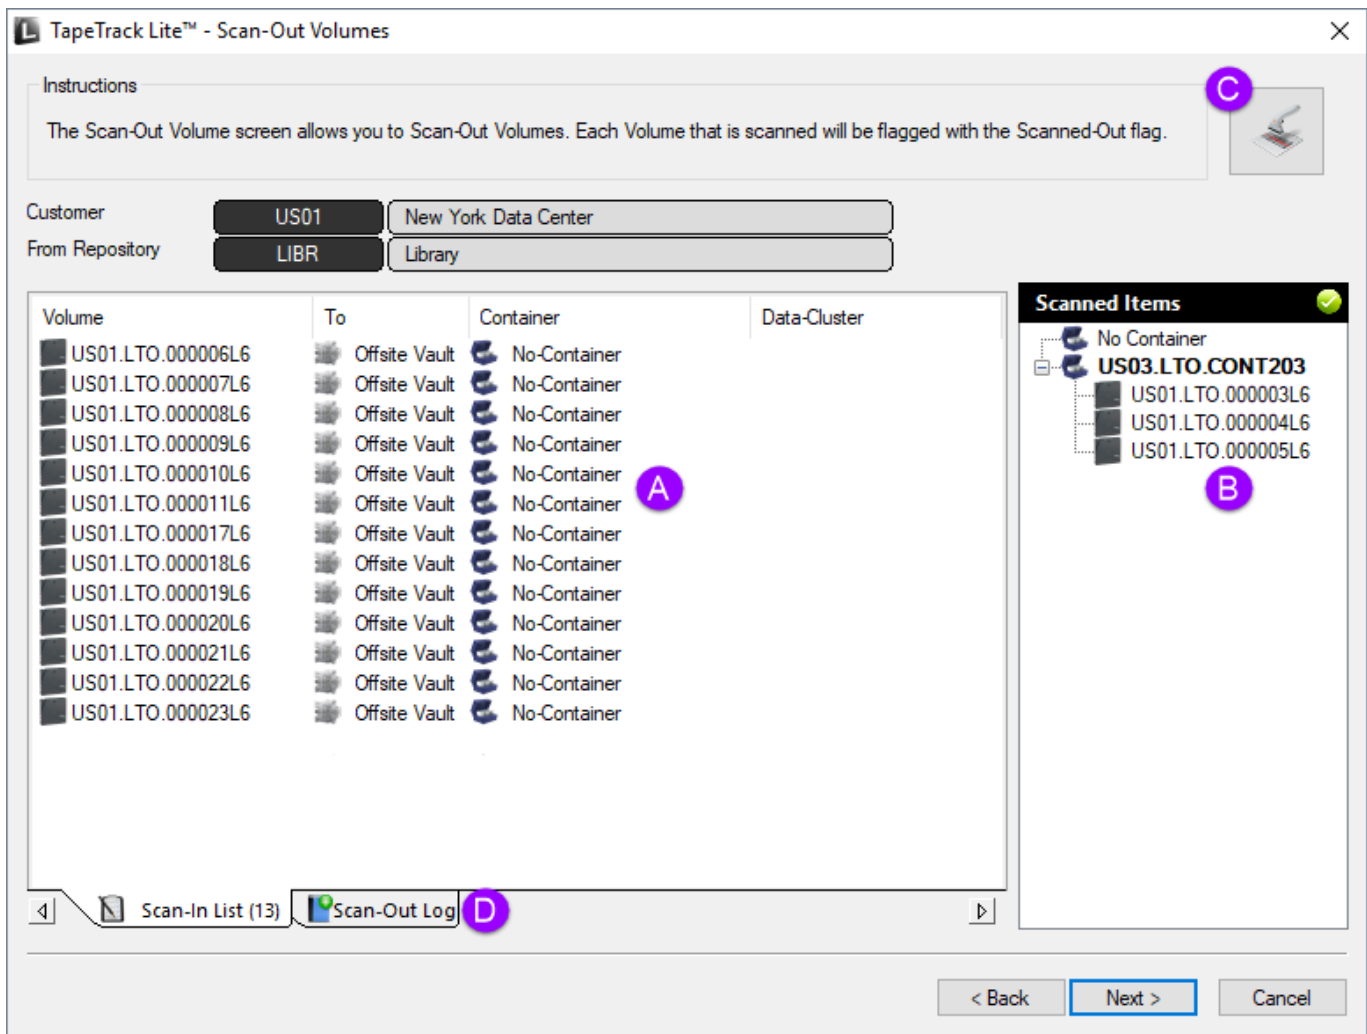 TapeTrack Lite™ - Scan-Out Volumes
Instructions
C
The Scan-Out Volume screen allows you to Scan-Out Volumes. Each Volume that is scanned will be flagged with the Scanned-Out flag.
Customer US01 New York Data Center
From Repository LIBR Library
Volume To Container Data-Cluster
US01.LTO.000006L6 Offsite Vault No-Container
US01.LTO.000007L6 Offsite Vault No-Container
US01.LTO.000008L6 Offsite Vault No-Container
US01.LTO.000009L6 Offsite Vault No-Container
US01.LTO.000010L6 Offsite Vault No-Container
US01.LTO.000011L6 Offsite Vault No-Container
US01.LTO.000017L6 Offsite Vault No-Container
US01.LTO.000018L6 Offsite Vault No-Container
US01.LTO.000019L6 Offsite Vault No-Container
US01.LTO.000020L6 Offsite Vault No-Container
US01.LTO.000021L6 Offsite Vault No-Container
US01.LTO.000022L6 Offsite Vault No-Container
US01.LTO.000023L6 Offsite Vault No-Container
A
Scanned Items
No Container
US03.LTO.CONT203
US01.LTO.000003L6
US01.LTO.000004L6
US01.LTO.000005L6
B
Scan-In List (13) Scan-Out Log D
< Back Next > Cancel